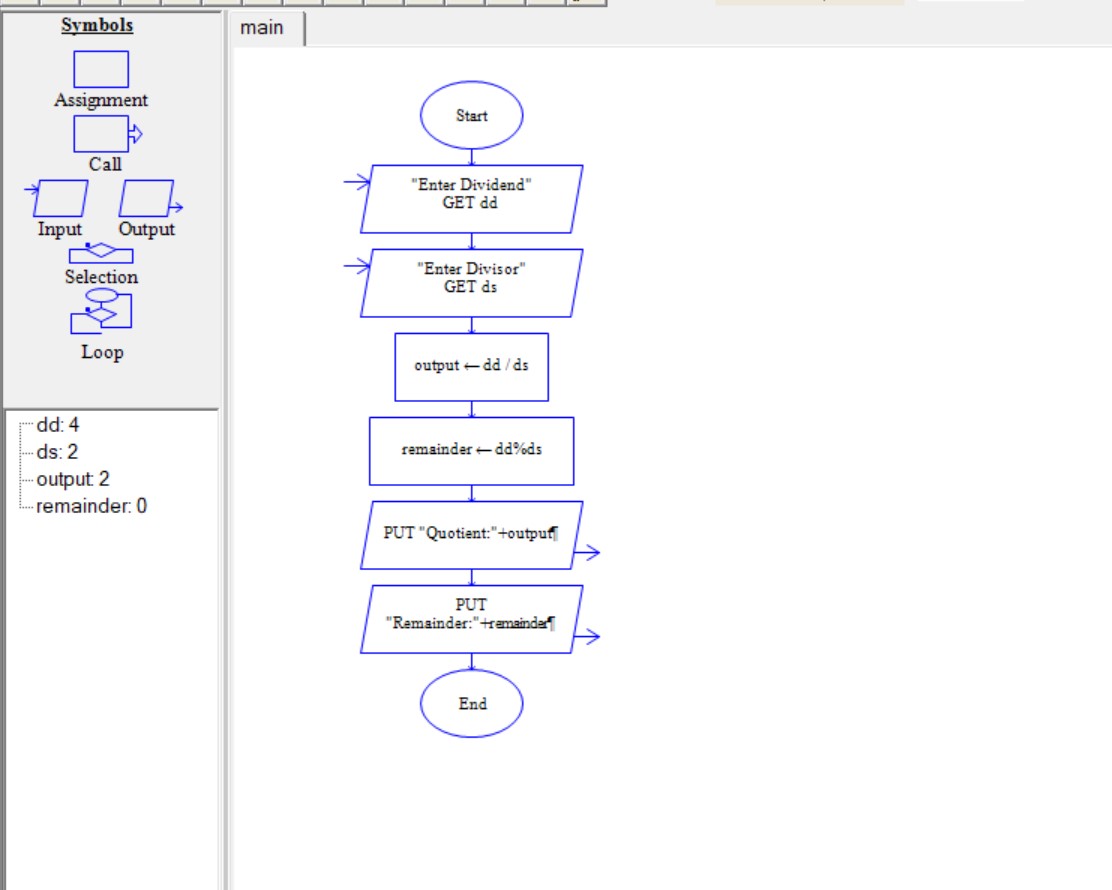 Symbols
Assignment
Call
Input
Output
Selection
Loop
dd: 4
ds: 2
output: 2
remainder: 0
main
Start
"Enter Dividend"
GET dd
"Enter Divisor"
GET ds
output ← dd / ds
remainder ← dd%ds
PUT "Quotient:"+output¶
PUT
"Remainder:"+remainder¶
End